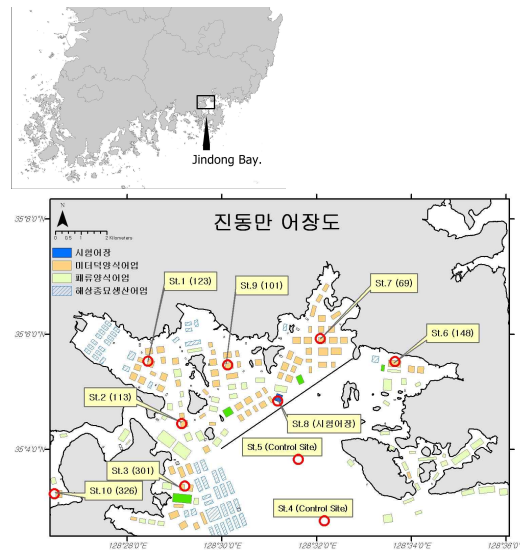 Jindong Bay.
진동만 어장도
35°8'0"N
N
0 0.5 1 2 Kilometers
시험어장
미더덕양식어업
패류양식어업
해상종묘생산어업
St.1 (123)
St.9 (101)
St.7 (69)
35°6'0"N
St.6 (148)
St.2 (113)
St.8 (시험어장)
35°4'0"N
St.5 (Control Site)
St.3 (301)
St.10 (326)
St.4 (Control Site)
128°28'0"E
128°30'0"E
128°32'0"E
128°34'0"E
128°36'0"E